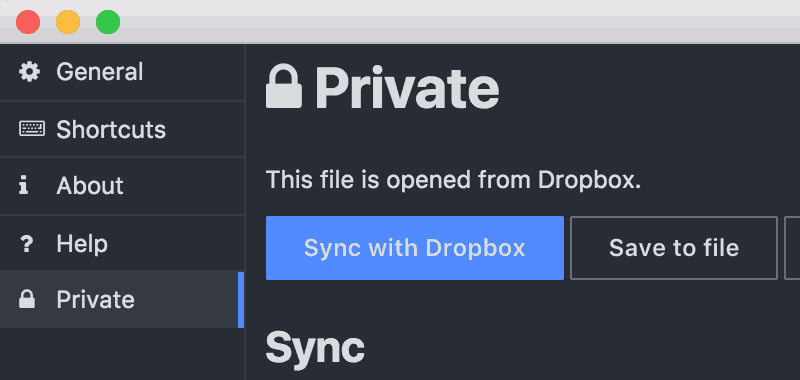 General
Shortcuts
About
Help
Private
Private
This file is opened from Dropbox.
Sync with Dropbox
Save to file
Sync